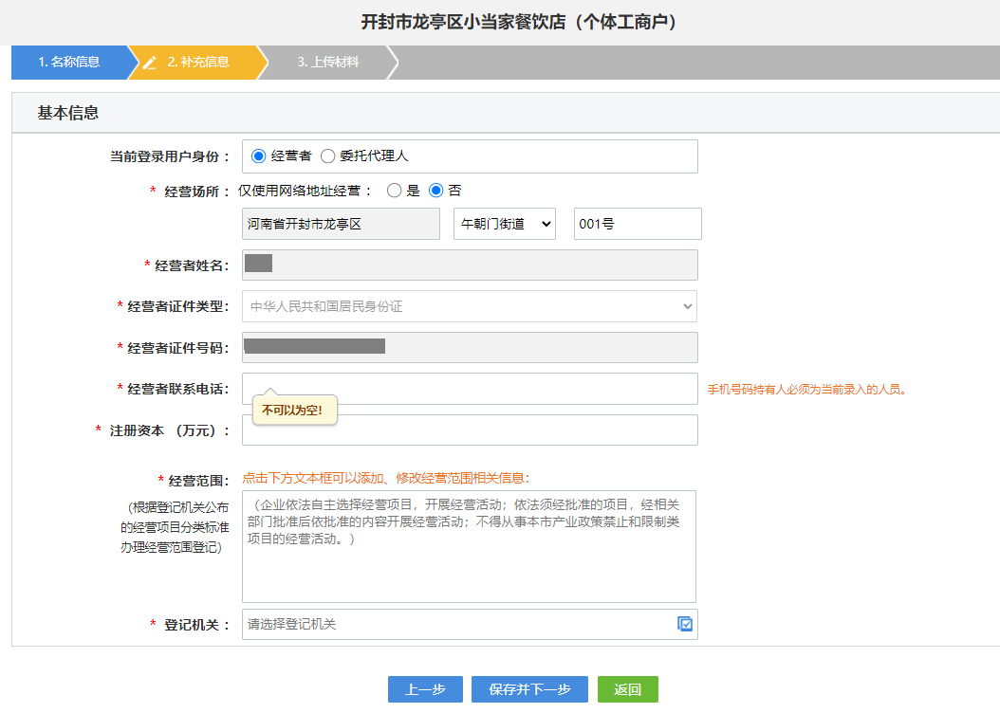 开封市龙亭区小当家餐饮店（个体工商户）
1. 名称信息 2. 补充信息 3. 上传材料
基本信息
当前登录用户身份： 经营者 委托代理人
* 经营场所： 仅使用网络地址经营： 是 否
河南省开封市龙亭区 午朝门街道 001号
* 经营者姓名：
* 经营者证件类型： 中华人民共和国居民身份证
* 经营者证件号码：
* 经营者联系电话： 手机号码持有人必须为当前录入的人员。
不可以为空！
* 注册资本 （万元）：
* 经营范围： 点击下方文本框可以添加、修改经营范围相关信息：
（根据登记机关公布
的经营项目分类标准
办理经营范围登记）
（企业依法自主选择经营项目，开展经营活动；依法须经批准的项目，经相关
部门批准后依批准的内容开展经营活动；不得从事本市产业政策禁止和限制类
项目的经营活动。）
* 登记机关： 请选择登记机关
上一步 保存并下一步 返回